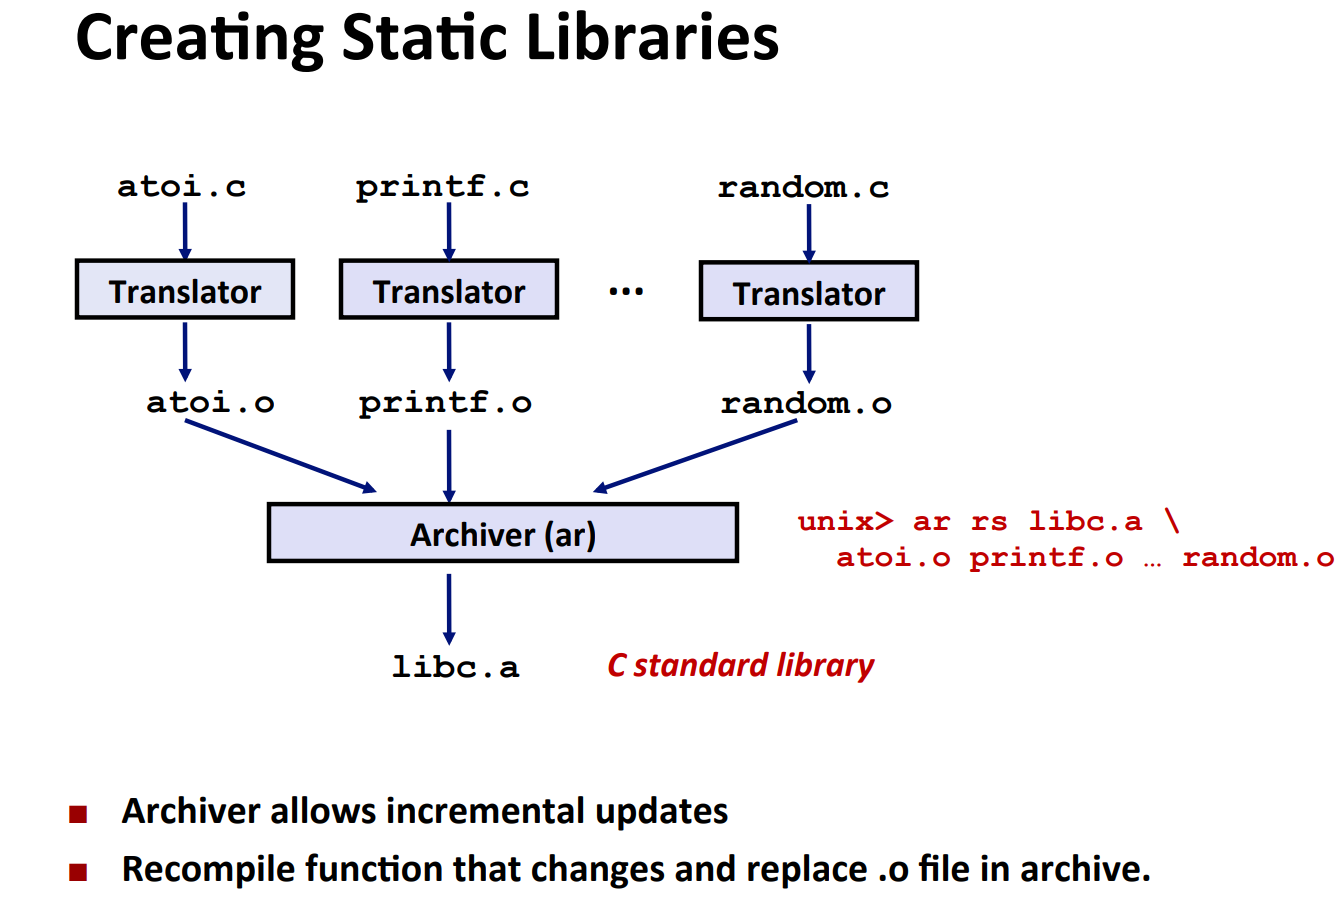 Creating Static Libraries
atoi.c printf.c random.c
Translator Translator ... Translator
atoi.o printf.o random.o
Archiver (ar)
unix> ar rs libc.a \
atoi.o printf.o … random.o
libc.a C standard library
■ Archiver allows incremental updates
■ Recompile function that changes and replace .o file in archive.